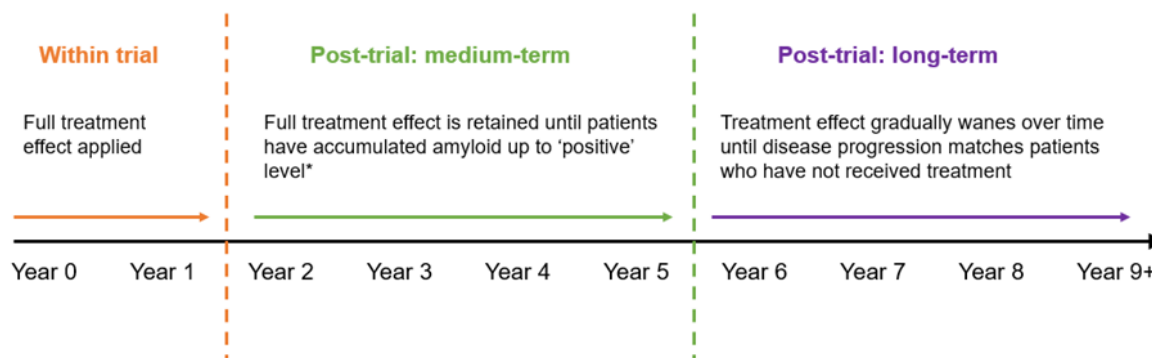 Within trial
Post-trial: medium-term
Post-trial: long-term
Full treatment
effect applied
Full treatment effect is retained until patients
have accumulated amyloid up to ‘positive’
level*
Treatment effect gradually wanes over time
until disease progression matches patients
who have not received treatment
Year 0 Year 1 Year 2 Year 3 Year 4 Year 5 Year 6 Year 7 Year 8 Year 9+